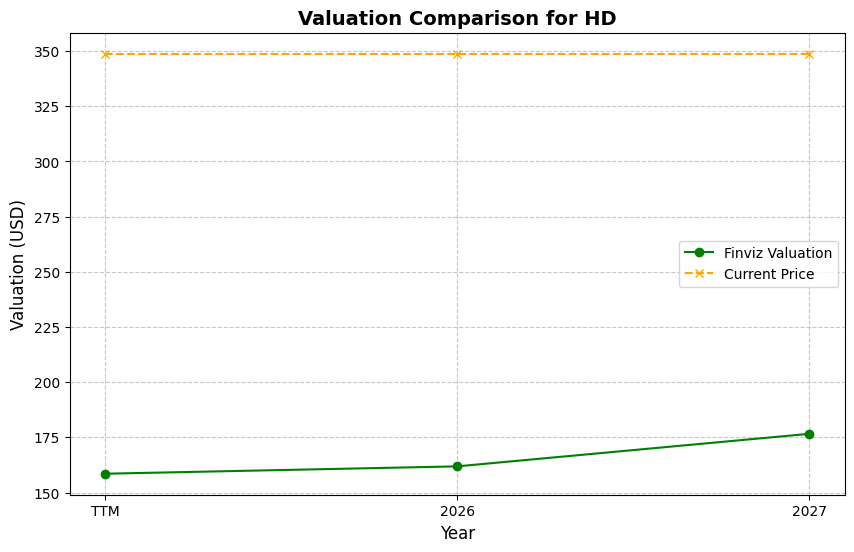 Valuation Comparison for HD
Valuation (USD)
350
325
300
275
250
225
200
175
150
Finviz Valuation
Current Price
TTM
2026
2027
Year